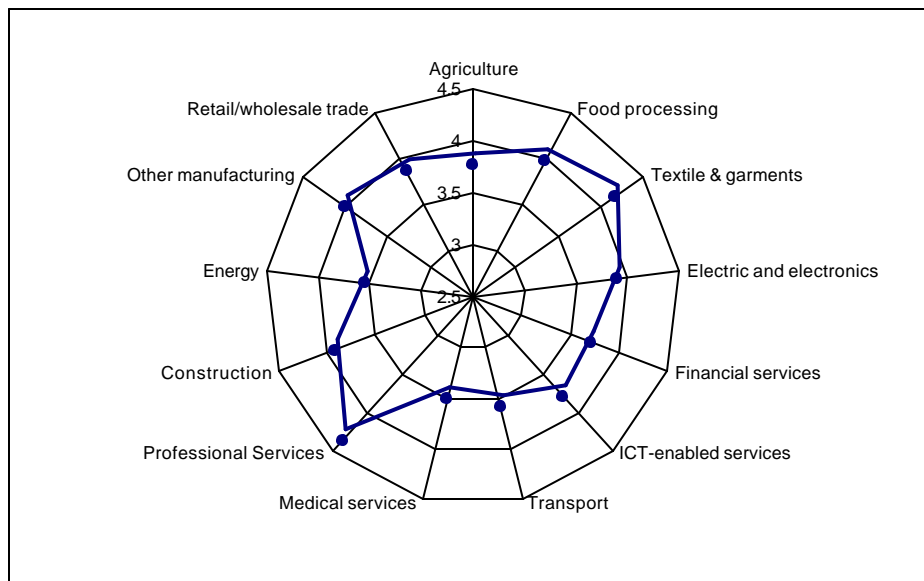 Agriculture
4.5
Retail/wholesale trade
Food processing
4
Other manufacturing
Textile & garments
3.5
3
Energy
Electric and electronics
2.5
Construction
Financial services
Professional Services
ICT-enabled services
Medical services
Transport